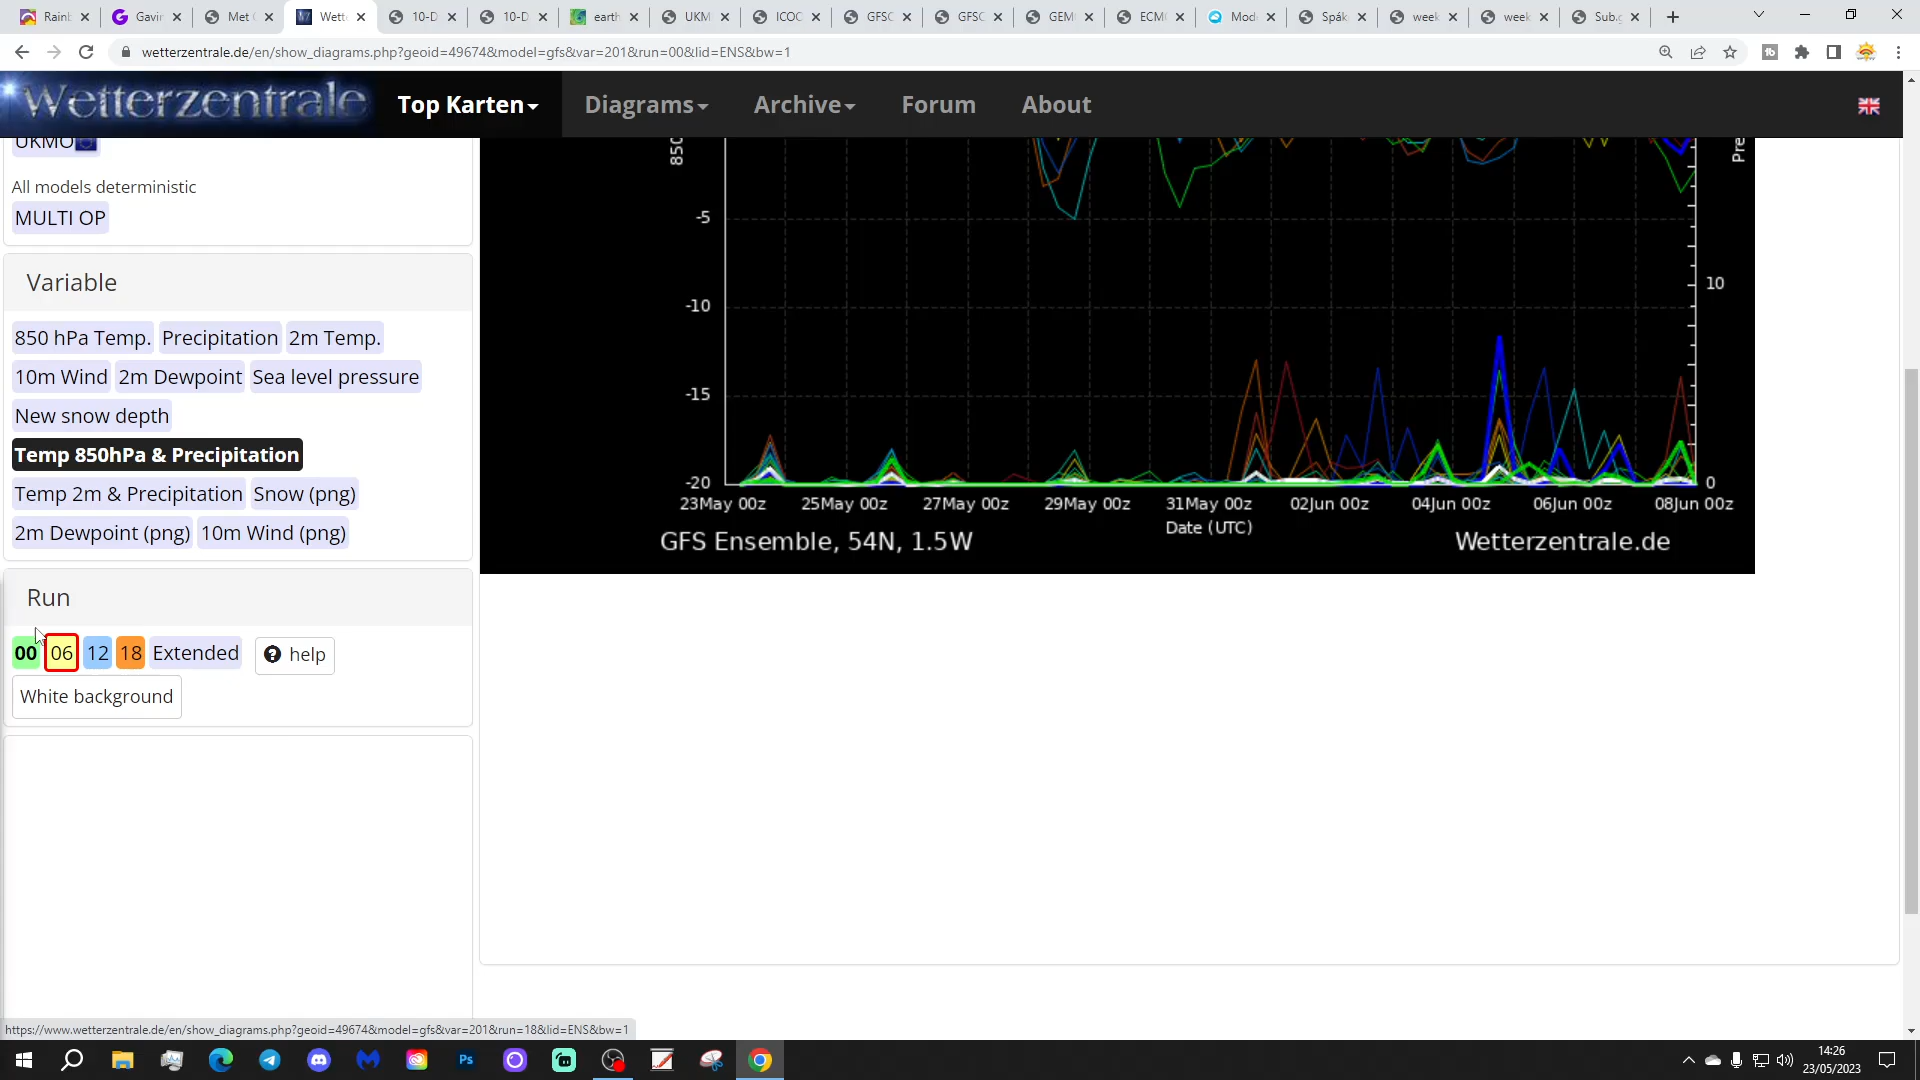 Rainb
Gavin
Met
Wett
10-D
10-D
earth
UKM
ICOC
GFSC
GFSC
GEM
ECM
Mod
Spák
week
week
Sub.g
wetterzentrale.de/en/show_diagrams.php?geoid=49674&model=gfs&var=201&run=00&lid=ENS&bw=1
Wetterzentrale
Top Karten
Diagrams
Archive
Forum
About
UKMO
All models deterministic
MULTI OP
Variable
850 hPa Temp. Precipitation 2m Temp.
10m Wind 2m Dewpoint Sea level pressure
New snow depth
Temp 850hPa & Precipitation
Temp 2m & Precipitation Snow (png)
2m Dewpoint (png) 10m Wind (png)
Run
00 06 12 18 Extended help
White background
850
Pre
-5
-10
10
-15
-20
0
23May 00z 25May 00z 27May 00z 29May 00z 31May 00z 02Jun 00z 04Jun 00z 06Jun 00z 08Jun 00z
Date (UTC)
GFS Ensemble, 54N, 1.5W
Wetterzentrale.de
https://www.wetterzentrale.de/en/show_diagrams.php?geoid=49674&model=gfs&var=201&run=18&lid=ENS&bw=1
Ps
14:26
23/05/2023